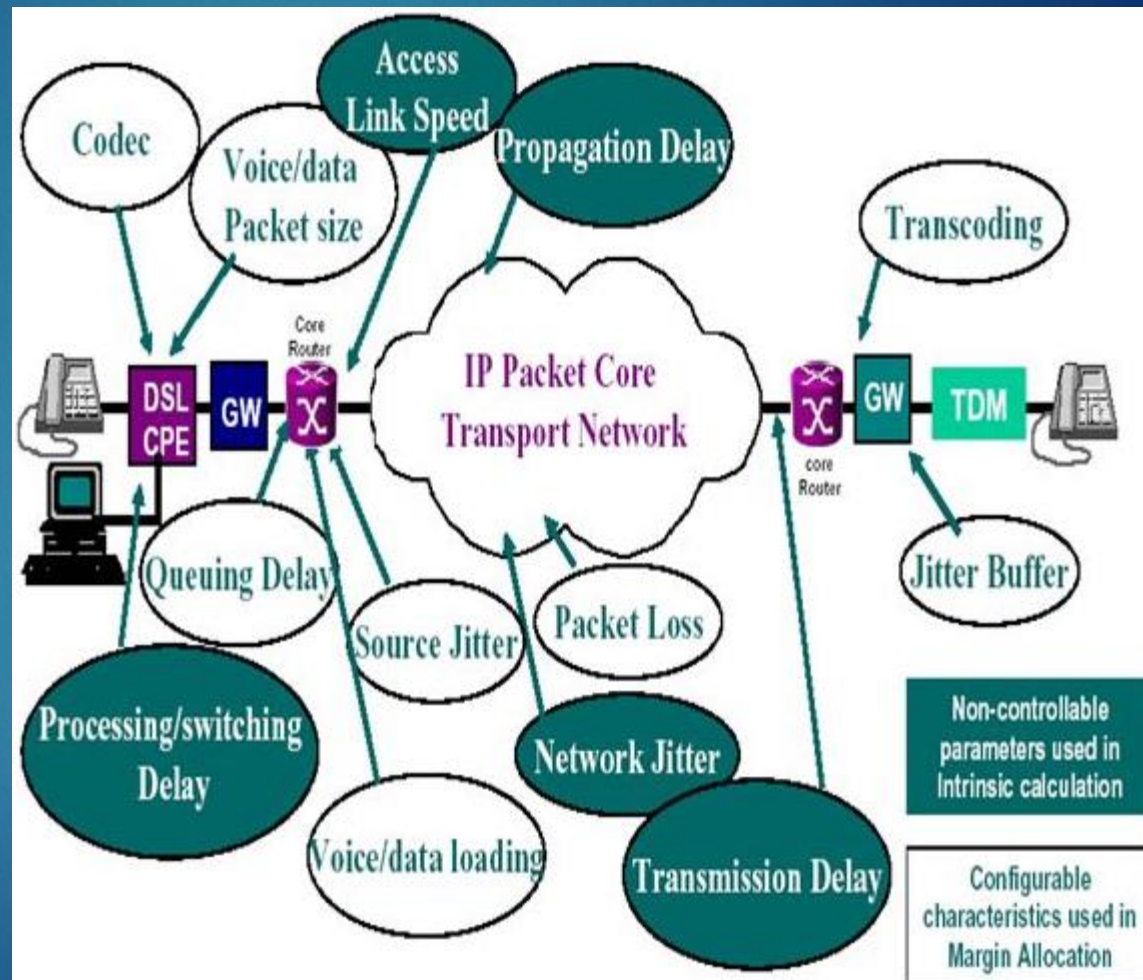 Access
Link Speed
Codec
Voice/data
Packet size
Propagation Delay
Transcoding
Core
Router
IP Packet Core
Transport Network
DSL
CPE
GW
GW
TDM
core
Router
Queuing Delay
Source Jitter
Packet Loss
Jitter Buffer
Processing/switching
Delay
Network Jitter
Voice/data loading
Transmission Delay
Non-controllable
parameters used in
Intrinsic calculation
Configurable
characteristics used in
Margin Allocation